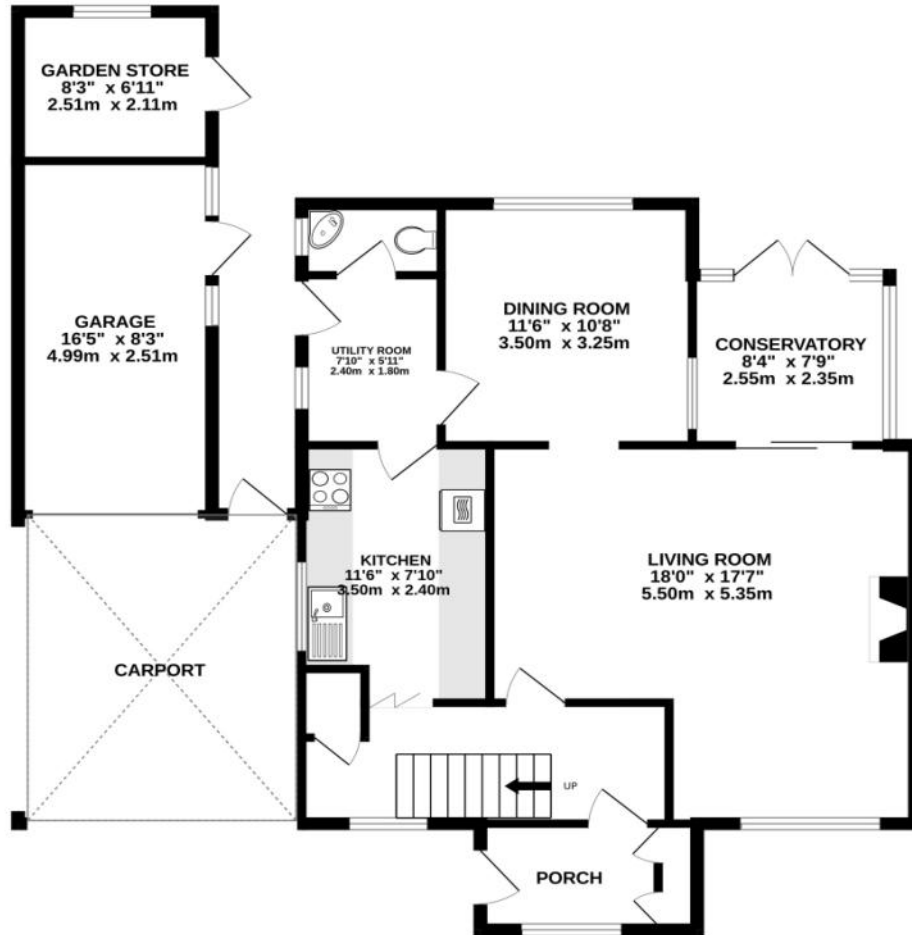 GARDEN STORE
8'3" x 6'11"
2.51m x 2.11m
GARAGE
16'5" x 8'3"
4.99m x 2.51m
DINING ROOM
11'6" x 10'8"
3.50m x 3.25m
UTILITY ROOM
7'10" x 5'11"
2.40m x 1.80m
CONSERVATORY
8'4" x 7'9"
2.55m x 2.35m
KITCHEN
11'6" x 7'10"
3.50m x 2.40m
LIVING ROOM
18'0" x 17'7"
5.50m x 5.35m
CARPORT
UP
PORCH